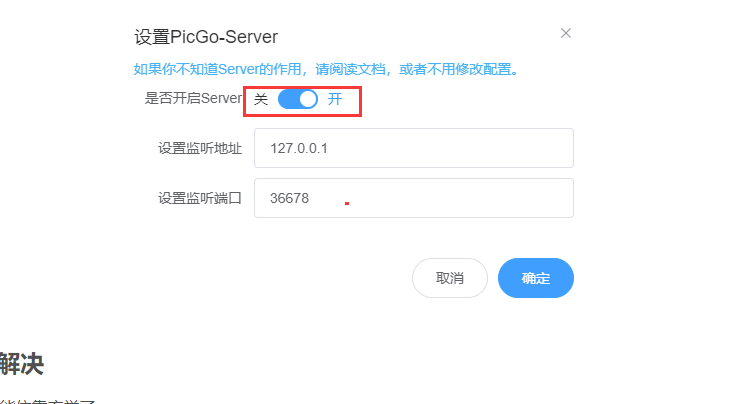 设置PicGo-Server
如果你不知道Server的作用，请阅读文档，或者不用修改配置。
是否开启Server 关 开
设置监听地址 127.0.0.1
设置监听端口 36678
取消 确定
解决